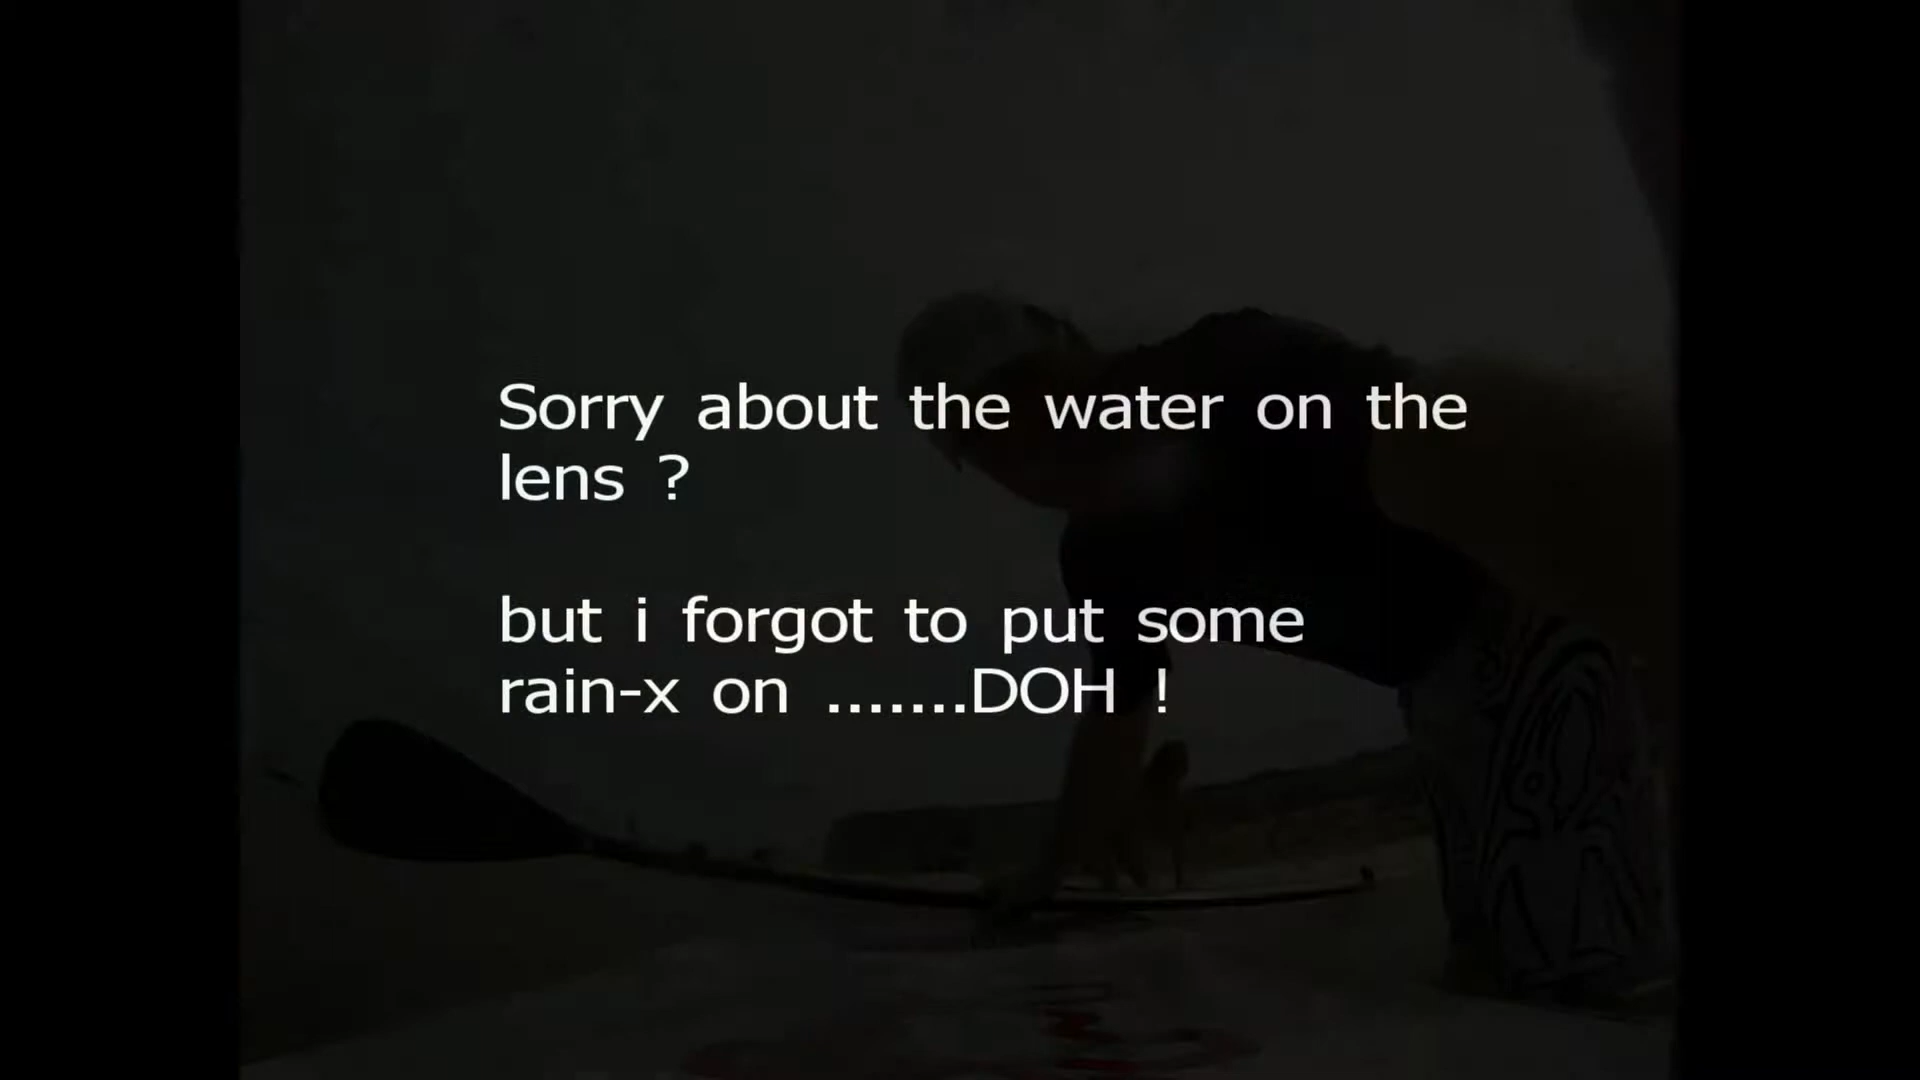 Sorry about the water on the
lens ?
but i forgot to put some
rain-x on .......DOH !